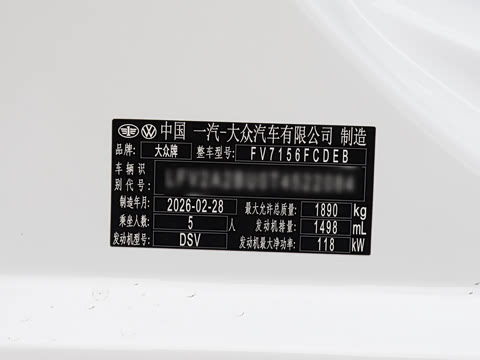 中国 一汽-大众汽车有限公司 制造
品牌: 大众牌 整车型号: FV7156FCDEB
车辆识
别代号:
制造年月: 2026-02-28 最大允许总质量: 1890 kg
乘坐人数: 5 人 发动机排量: 1498 mL
发动机型号: DSV 发动机最大净功率: 118 kW